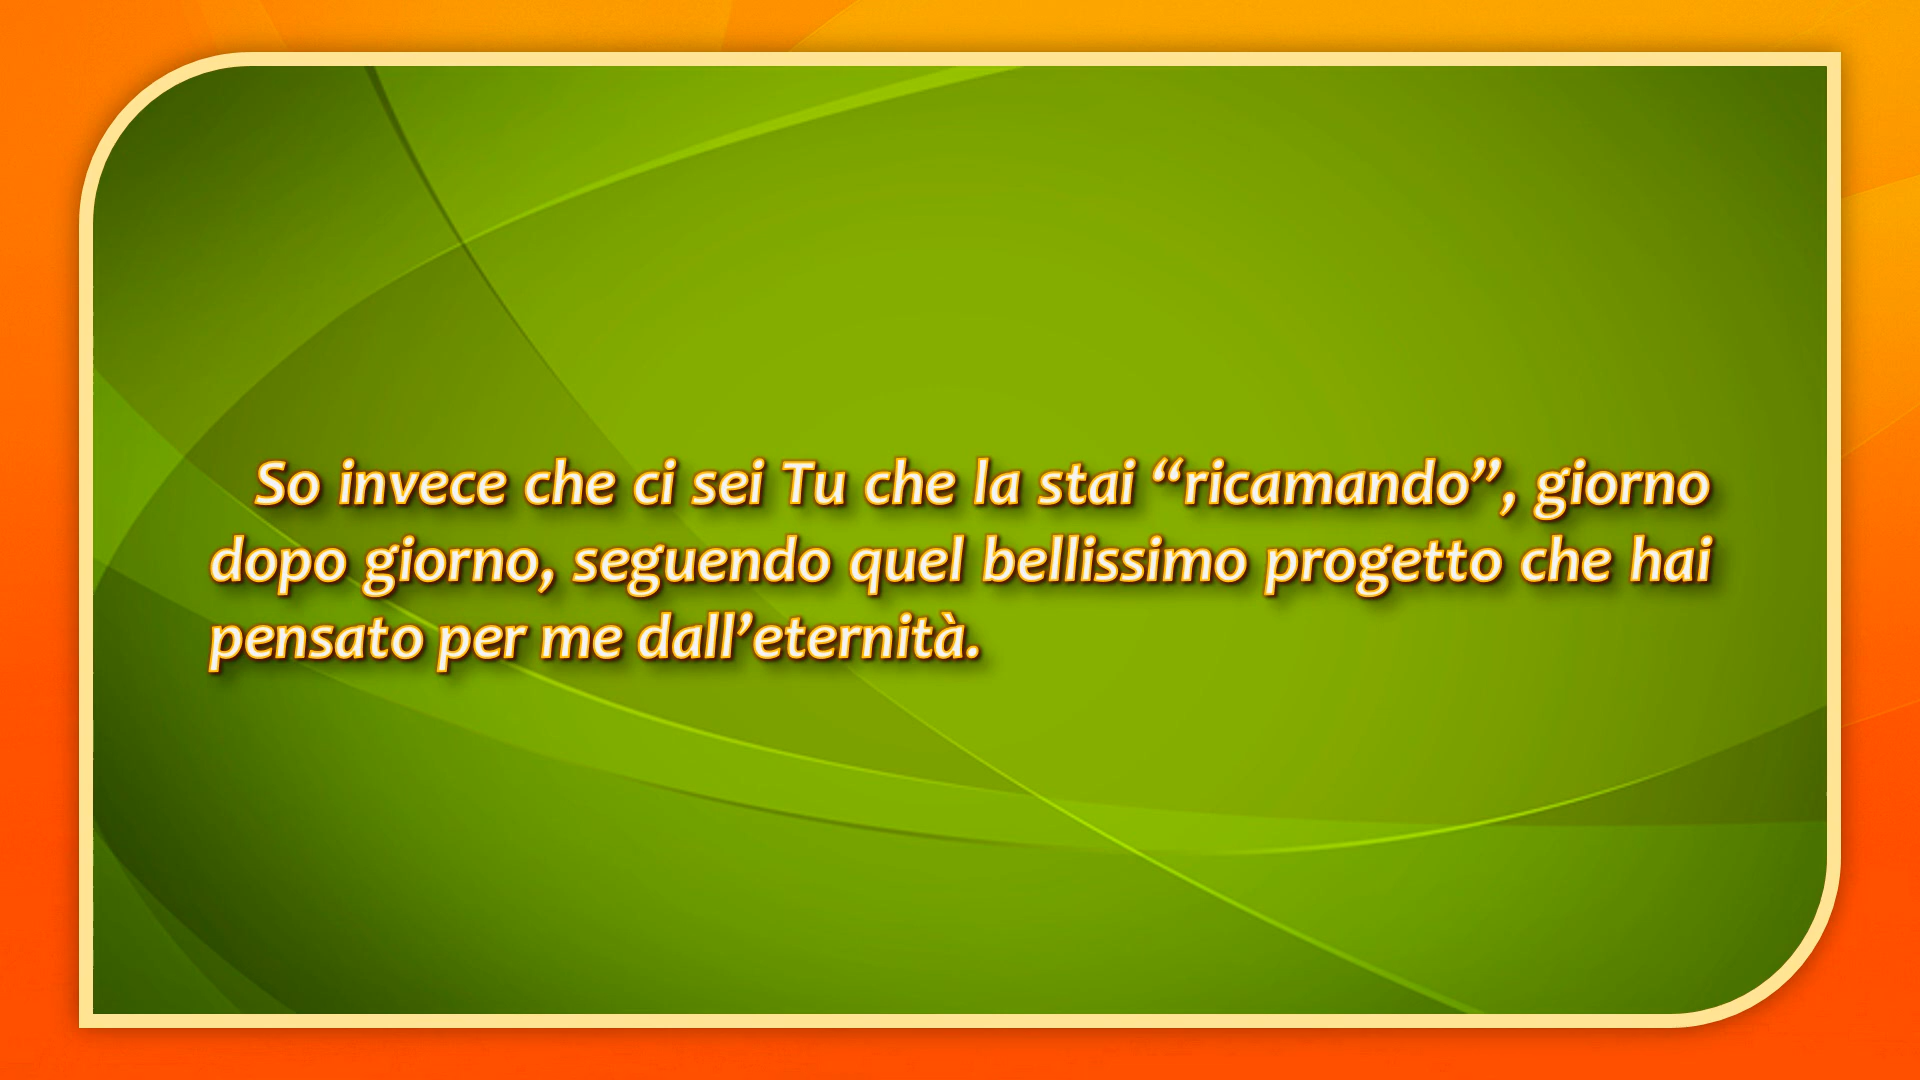 So invece che ci sei Tu che la stai “ricamando”, giorno
dopo giorno, seguendo quel bellissimo progetto che hai
pensato per me dall’eternità.